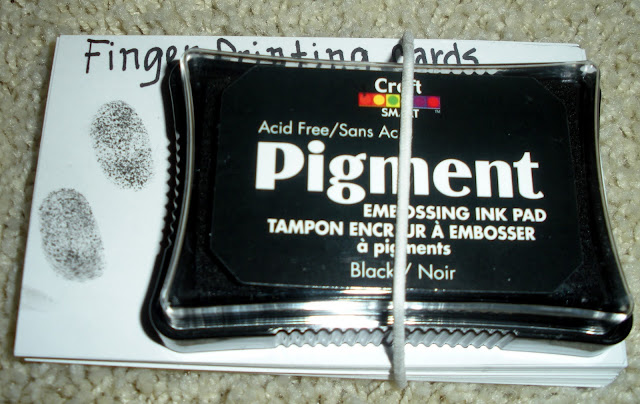 Finger Printing Cards
Craft
SMART
™
Acid Free/Sans Ac
Pigment
EMBOSSING INK PAD
TAMPON ENCREUR À EMBOSSER
à pigments
Black / Noir